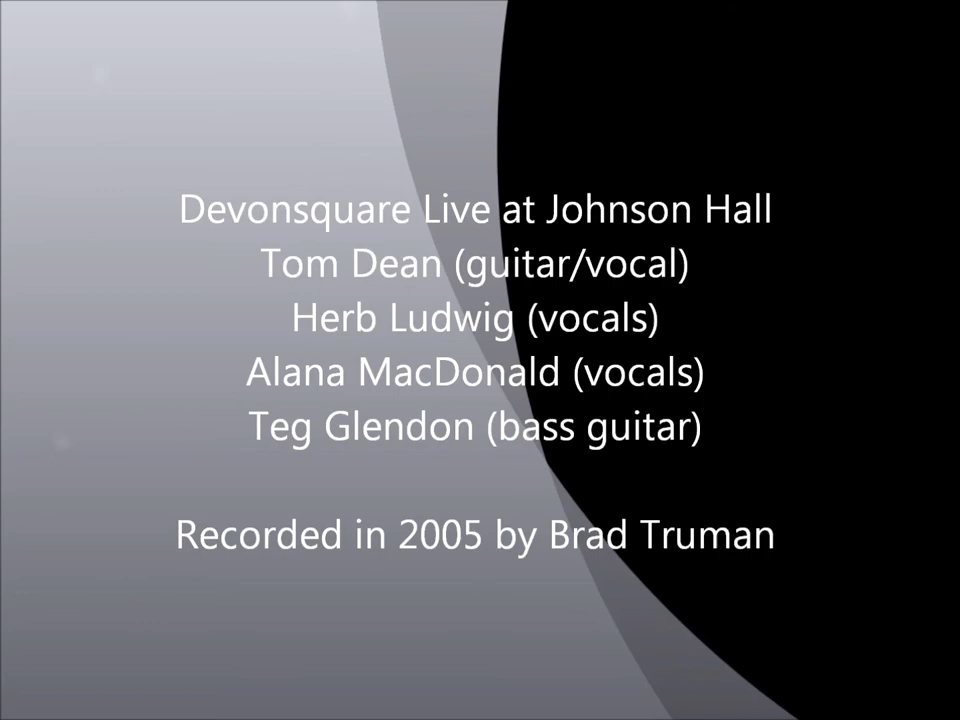 Devonsquare Live at Johnson Hall
Tom Dean (guitar/vocal)
Herb Ludwig (vocals)
Alana MacDonald (vocals)
Teg Glendon (bass guitar)
Recorded in 2005 by Brad Truman